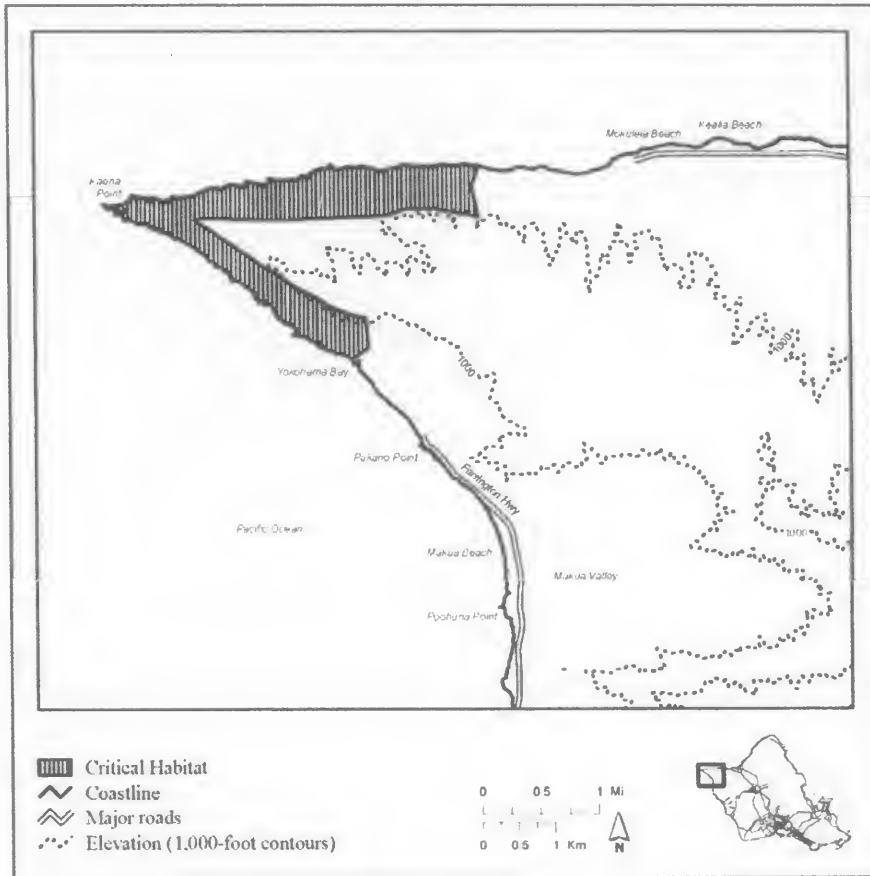 Mokuleia Beach
Kealia Beach
Kaena
Point
1000
1000
Yokohama Bay
Pukano Point
Farrington Hwy
Pacific Ocean
1000
Makua Beach
Makua Valley
Poohuna Point
Critical Habitat
Coastline
Major roads
Elevation (1,000-foot contours)
0 0.5 1 Mi
0 0.5 1 Km
N